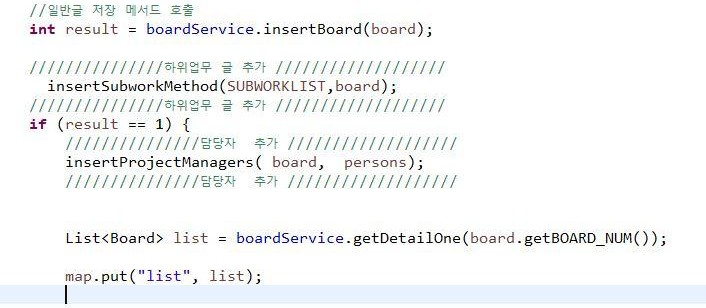 //일반글 저장 메서드 호출
int result = boardService.insertBoard(board);
///////////////하위업무 글 추가 ///////////////////
insertSubworkMethod(SUBWORKLIST,board);
///////////////하위업무 글 추가 ///////////////////
if (result == 1) {
///////////////담당자  추가 ///////////////////
insertProjectManagers( board,  persons);
///////////////담당자  추가 ///////////////////
List<Board> list = boardService.getDetailOne(board.getBOARD_NUM());
map.put("list", list);